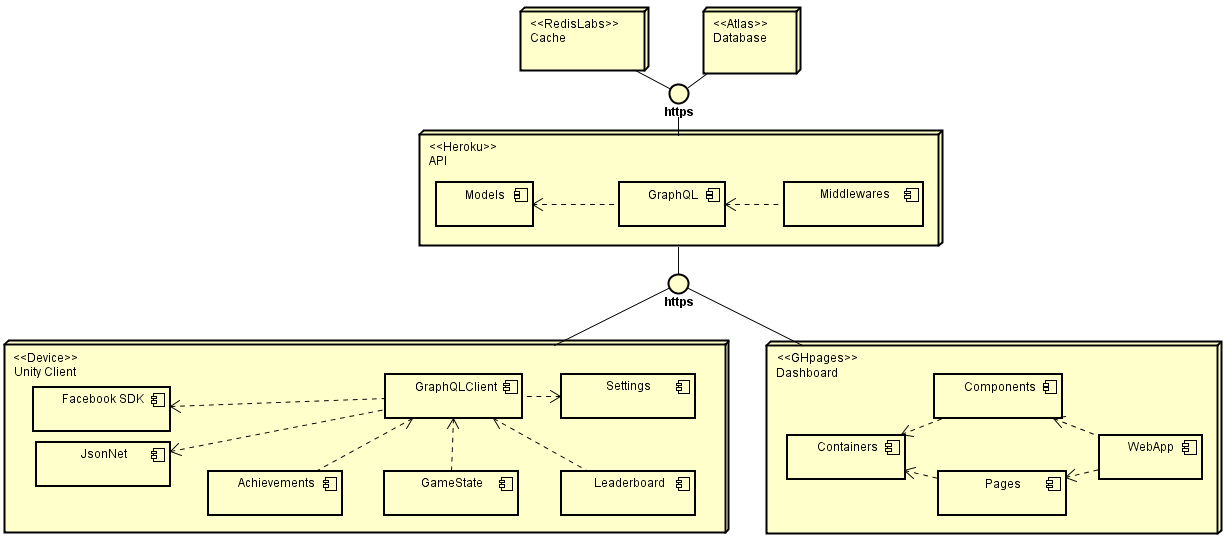 <<RedisLabs>>
Cache
<<Atlas>>
Database
https
<<Heroku>>
API
Models
GraphQL
Middlewares
https
<<Device>>
Unity Client
Facebook SDK
GraphQLClient
Settings
JsonNet
Achievements
GameState
Leaderboard
<<GHpages>>
Dashboard
Components
Containers
WebApp
Pages